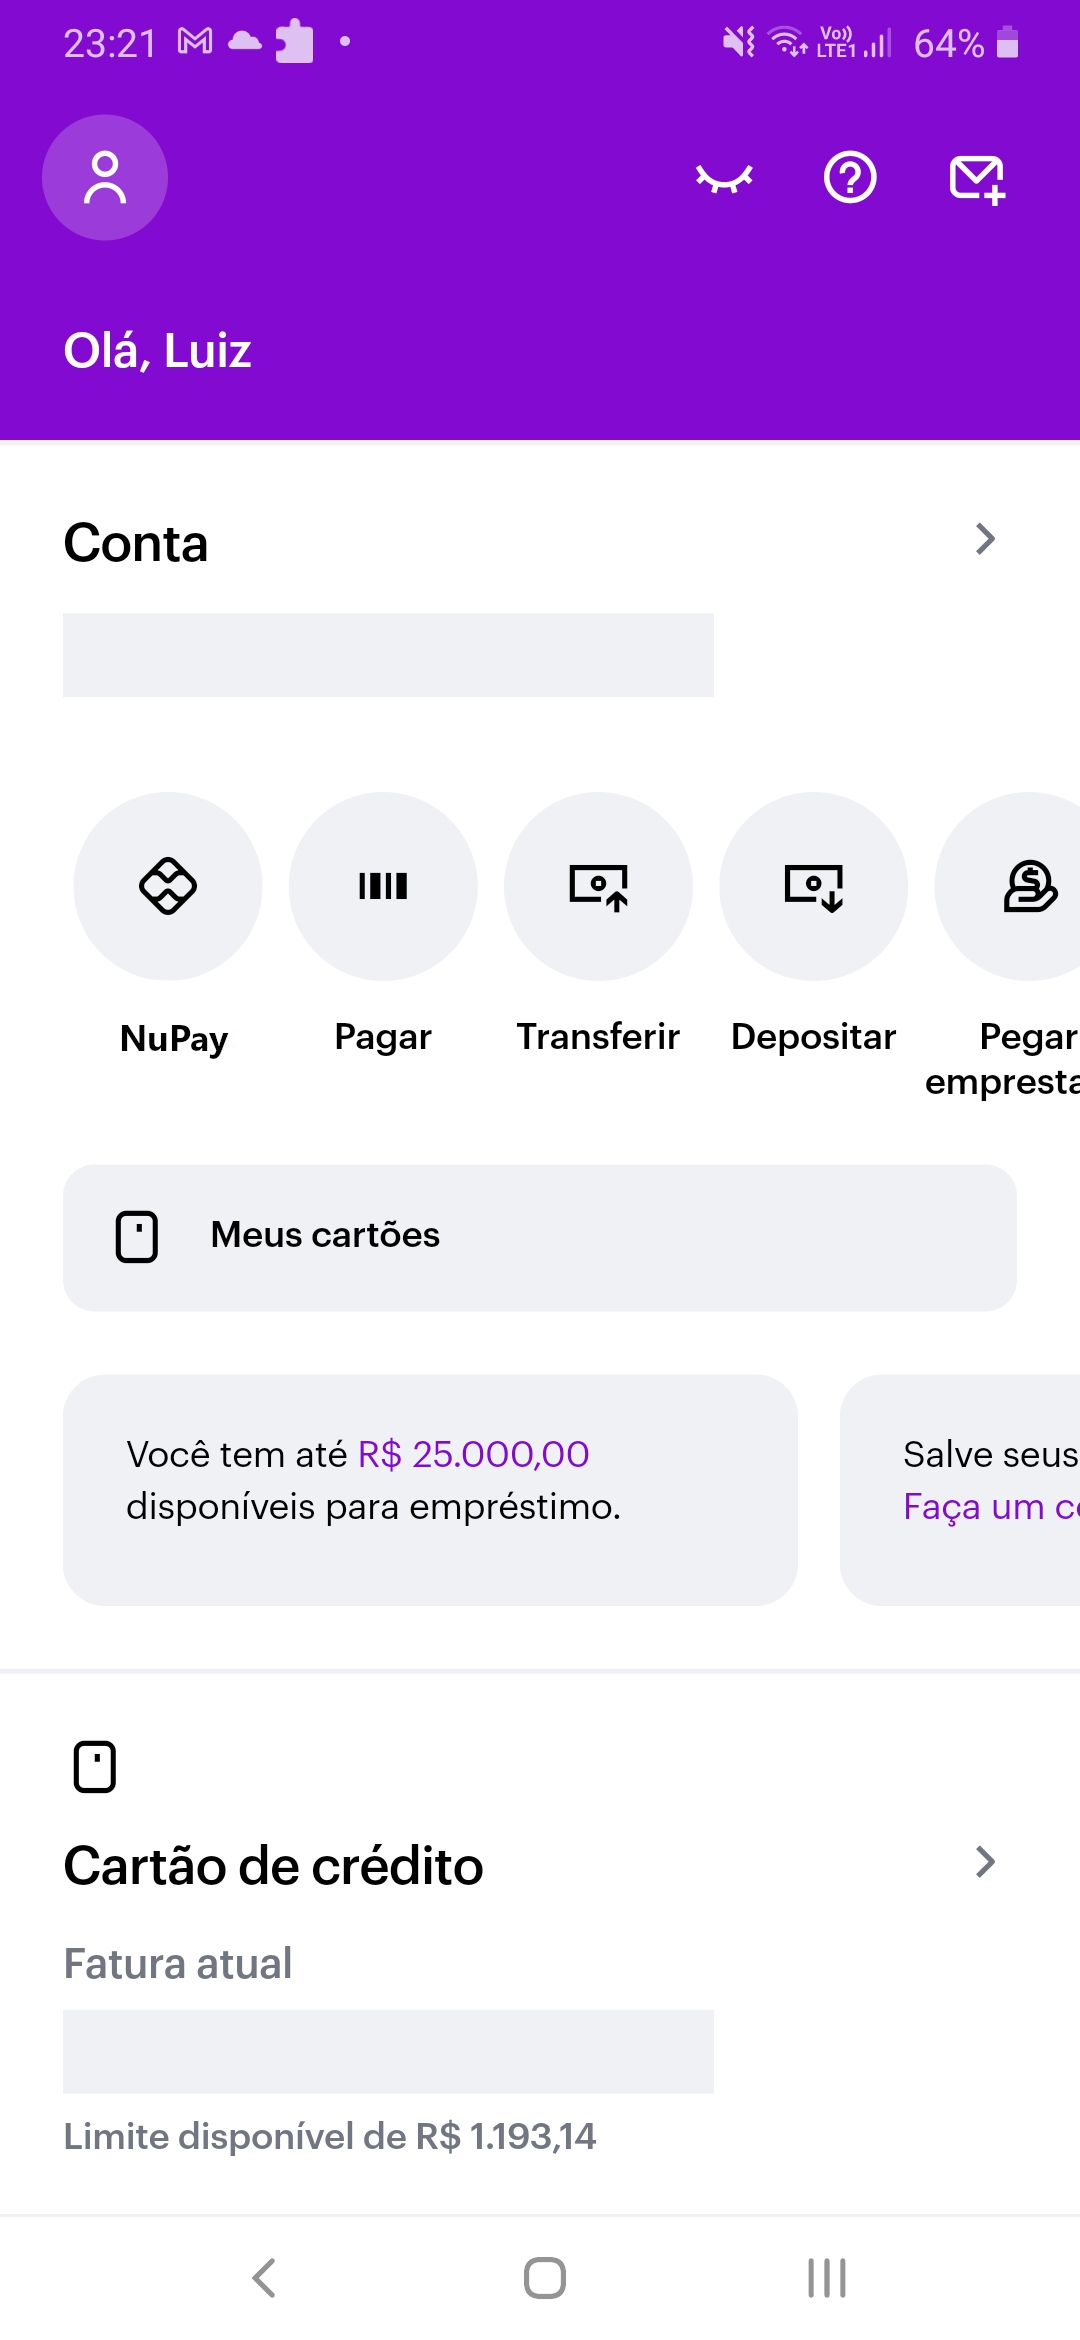 23:21
Vo)) LTE1
64%
Olá, Luiz
Conta
NuPay
Pagar
Transferir
Depositar
Pegar
empresta
Meus cartões
Você tem até R$ 25.000,00
disponíveis para empréstimo.
Salve seus
Faça um co
Cartão de crédito
Fatura atual
Limite disponível de R$ 1.193,14